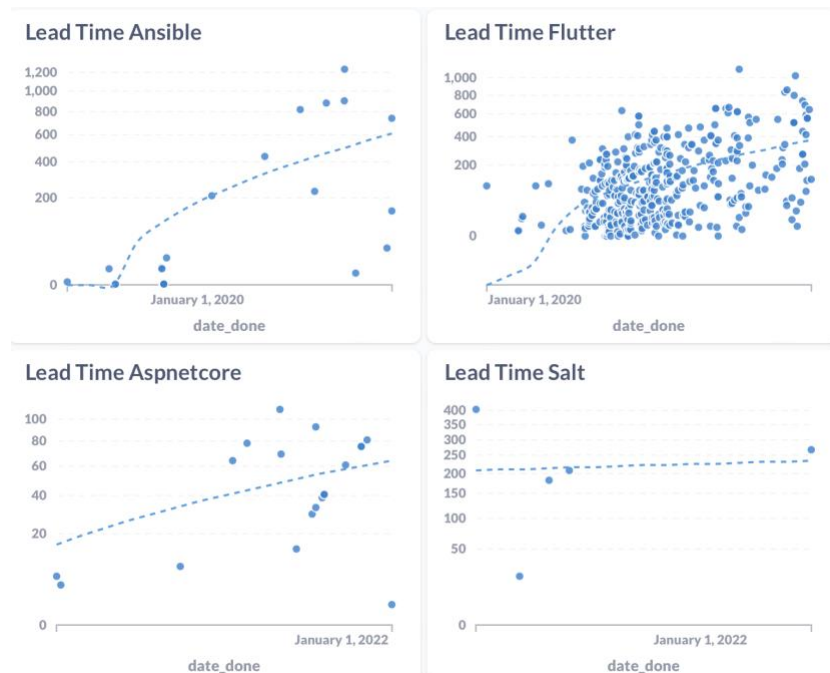 Lead Time Ansible
1,200
1,000
800
600
400
200
0
January 1, 2020
date_done
Lead Time Flutter
1,000
800
600
400
200
0
January 1, 2020
date_done
Lead Time Aspnetcore
100
80
60
40
20
0
January 1, 2022
date_done
Lead Time Salt
400
350
300
250
200
150
100
50
0
January 1, 2022
date_done